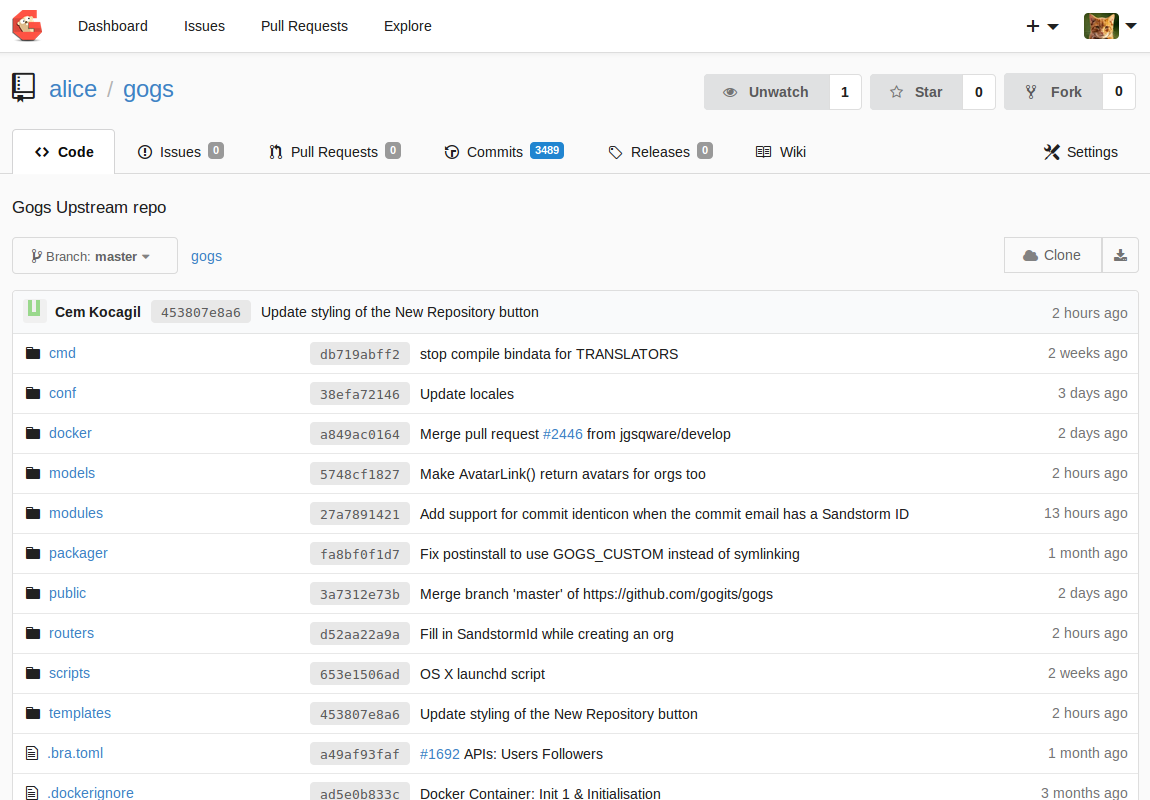 Dashboard Issues Pull Requests Explore
alice / gogs Unwatch 1 Star 0 Fork 0
Code Issues 0 Pull Requests 0 Commits 3489 Releases 0 Wiki Settings
Gogs Upstream repo
Branch: master gogs Clone
Cem Kocagil 453807e8a6 Update styling of the New Repository button 2 hours ago
cmd db719abff2 stop compile bindata for TRANSLATORS 2 weeks ago
conf 38efa72146 Update locales 3 days ago
docker a849ac0164 Merge pull request #2446 from jgsqware/develop 2 days ago
models 5748cf1827 Make AvatarLink() return avatars for orgs too 2 hours ago
modules 27a7891421 Add support for commit identicon when the commit email has a Sandstorm ID 13 hours ago
packager fa8bf0f1d7 Fix postinstall to use GOGS_CUSTOM instead of symlinking 1 month ago
public 3a7312e73b Merge branch 'master' of https://github.com/gogits/gogs 2 days ago
routers d52aa22a9a Fill in SandstormId while creating an org 2 hours ago
scripts 653e1506ad OS X launchd script 2 weeks ago
templates 453807e8a6 Update styling of the New Repository button 2 hours ago
.bra.toml a49af93faf #1692 APIs: Users Followers 1 month ago
.dockerignore ad5e0b833c Docker Container: Init 1 & Initialisation 3 months ago